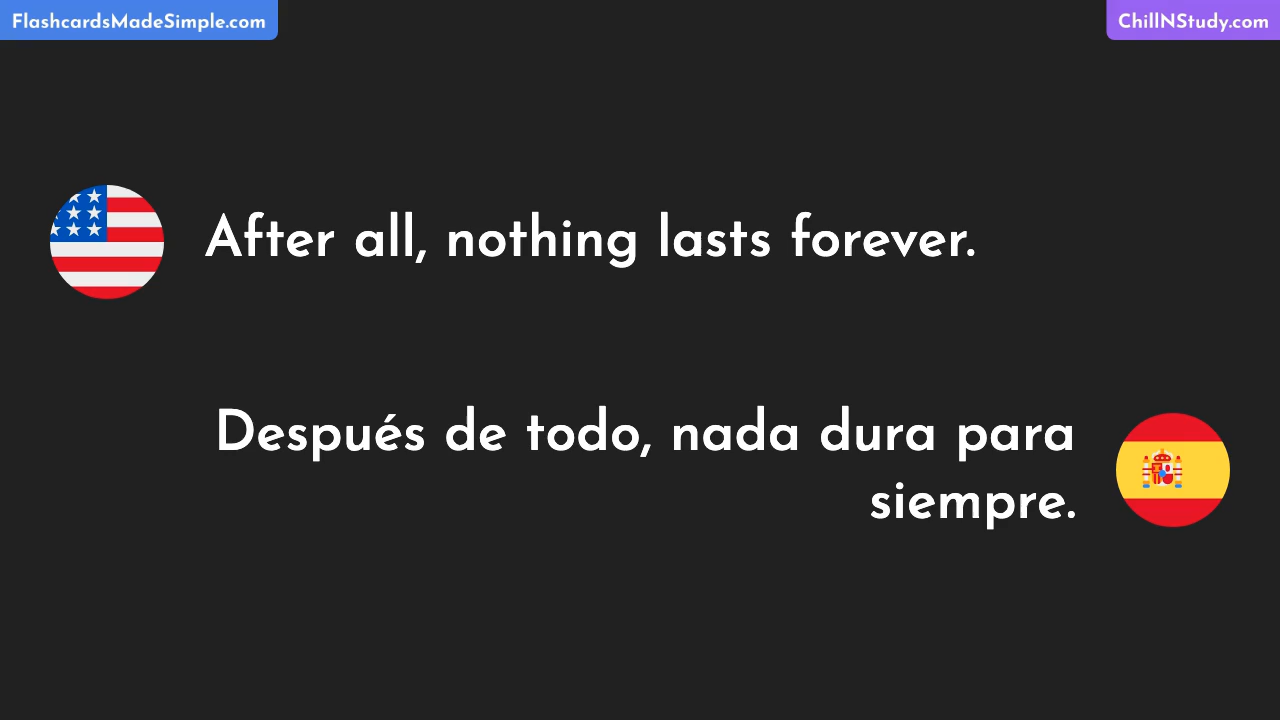 FlashcardsMadeSimple.com
ChillNStudy.com
After all, nothing lasts forever.
Después de todo, nada dura para
siempre.